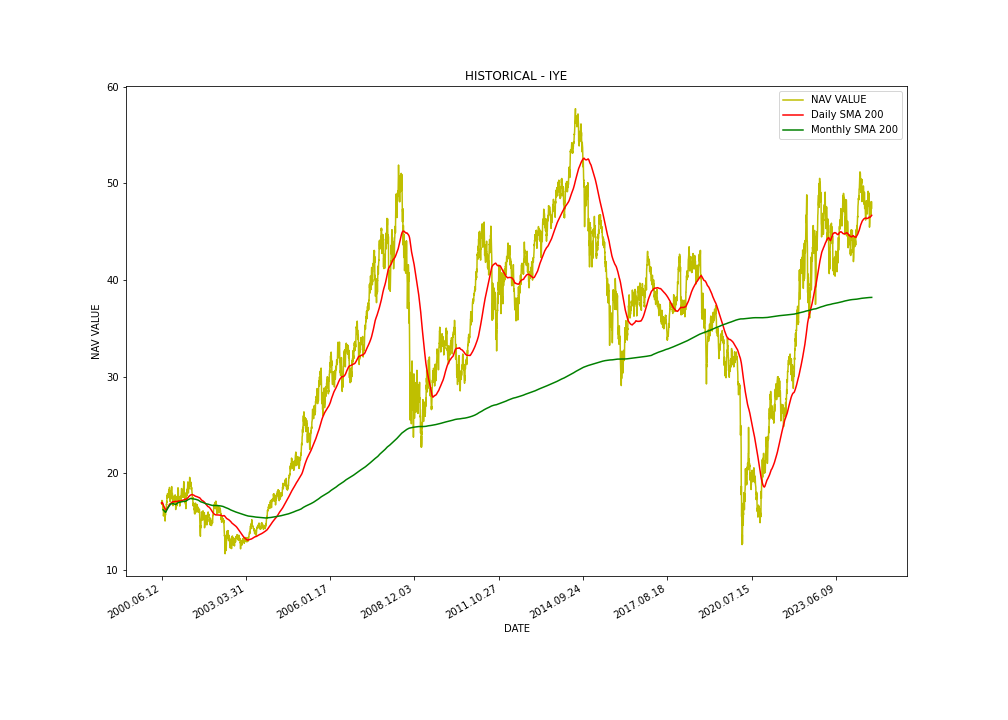 HISTORICAL - IYE
NAV VALUE
Daily SMA 200
Monthly SMA 200
60
50
40
30
20
10
NAV VALUE
2000.06.12
2003.03.31
2006.01.17
2008.12.03
2011.10.27
2014.09.24
2017.08.18
2020.07.15
2023.06.09
DATE